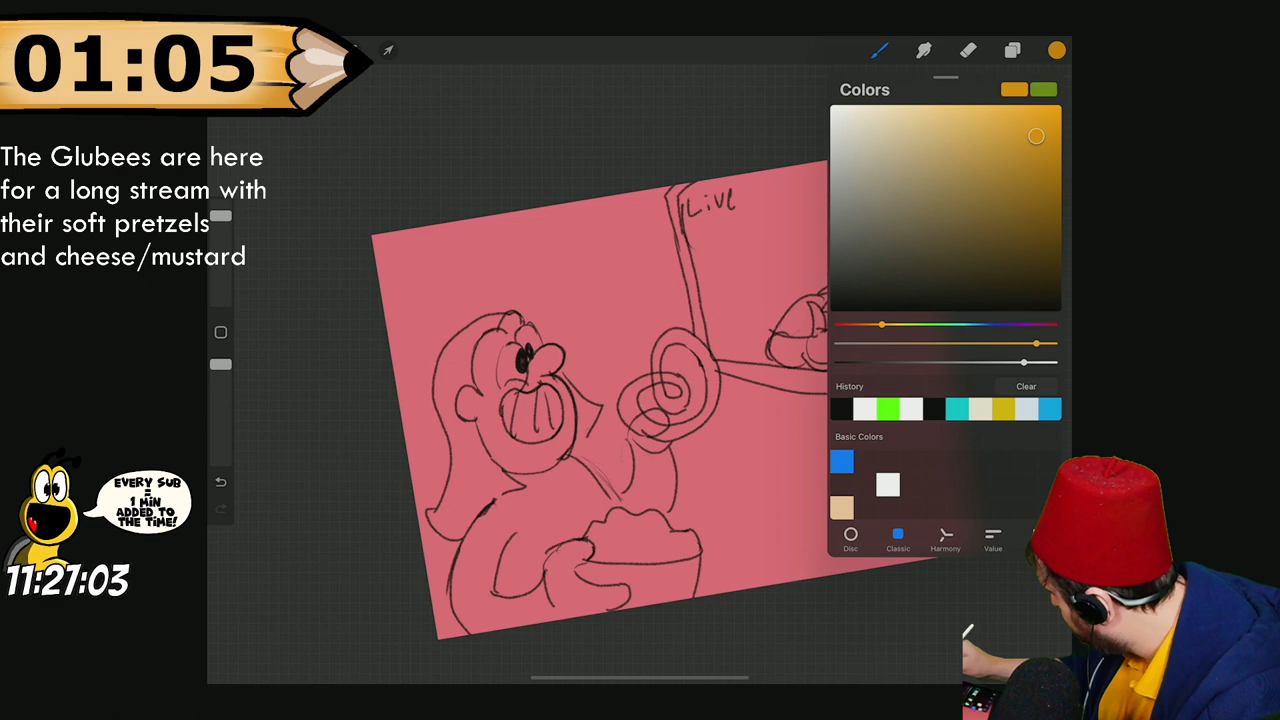 01:05
The Glubees are here
for a long stream with
their soft pretzels
and cheese/mustard
Live
Colors
History
Clear
Basic Colors
Disc
Classic
Harmony
Value
EVERY SUB
=
1 MIN
ADDED TO
THE TIME!
11:27:03